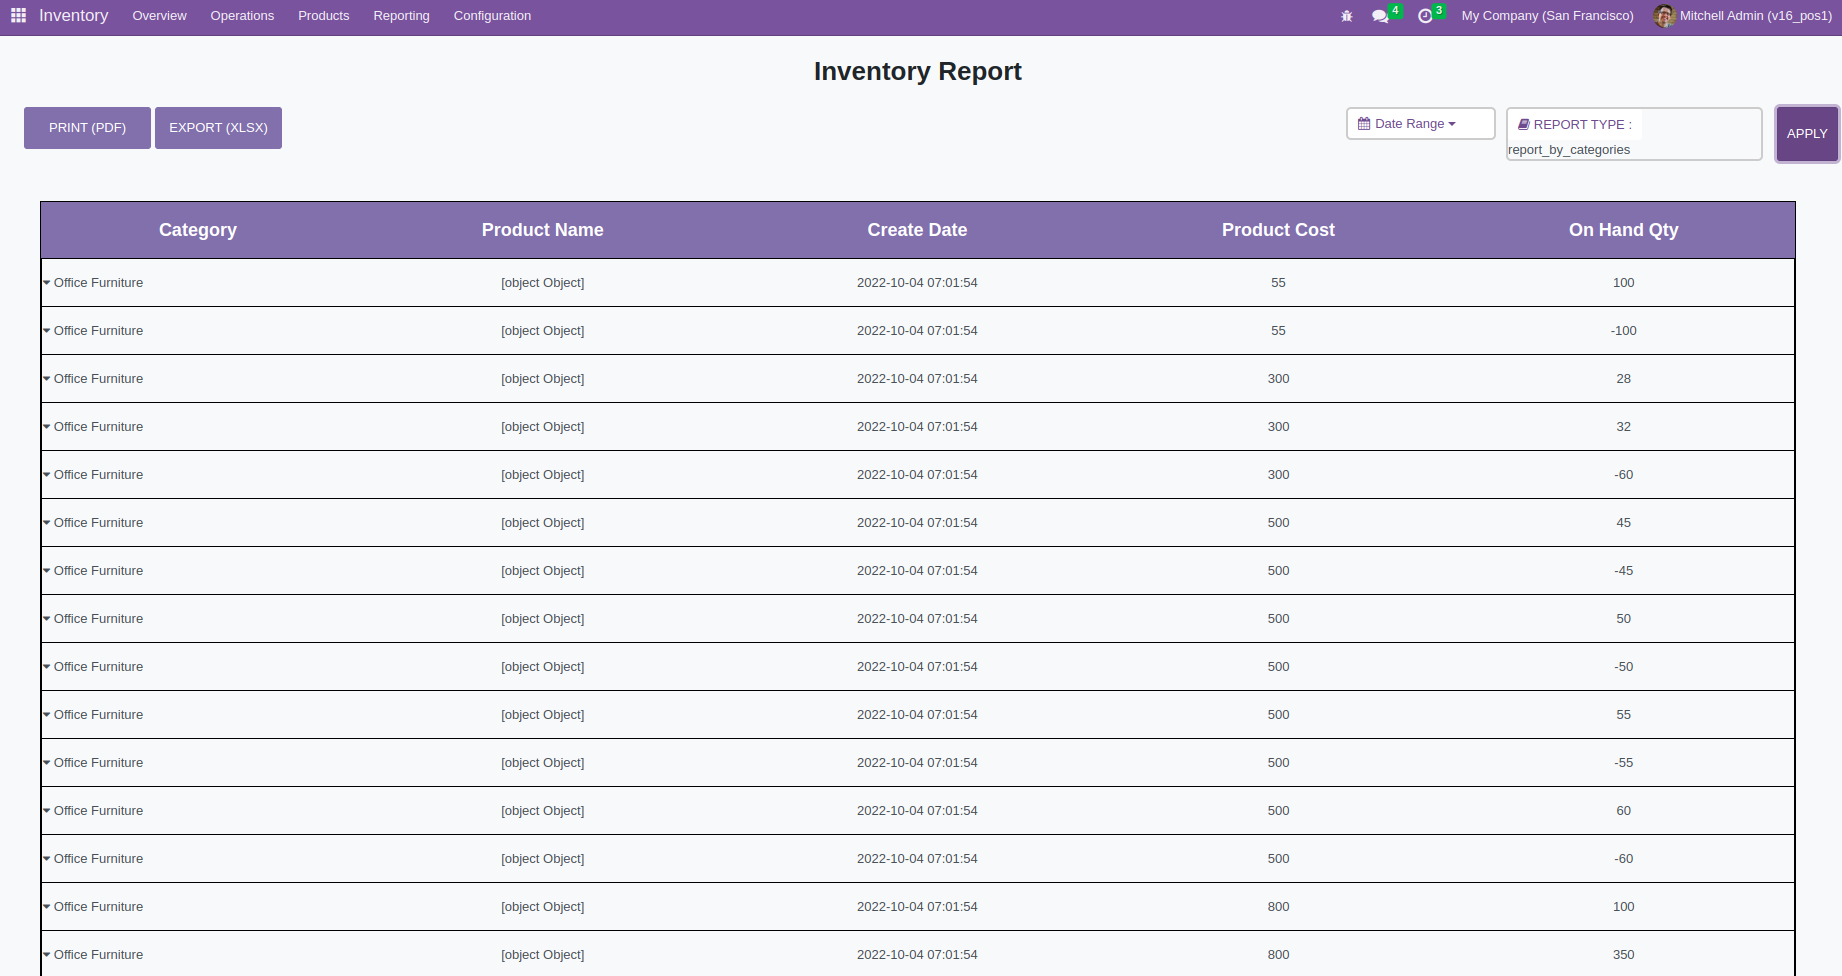 Inventory Overview Operations Products Reporting Configuration 4 3 My Company (San Francisco) Mitchell Admin (v16_pos1)
Inventory Report
PRINT (PDF) EXPORT (XLSX) Date Range REPORT TYPE : APPLY
report_by_categories
Category Product Name Create Date Product Cost On Hand Qty
Office Furniture [object Object] 2022-10-04 07:01:54 55 100
Office Furniture [object Object] 2022-10-04 07:01:54 55 -100
Office Furniture [object Object] 2022-10-04 07:01:54 300 28
Office Furniture [object Object] 2022-10-04 07:01:54 300 32
Office Furniture [object Object] 2022-10-04 07:01:54 300 -60
Office Furniture [object Object] 2022-10-04 07:01:54 500 45
Office Furniture [object Object] 2022-10-04 07:01:54 500 -45
Office Furniture [object Object] 2022-10-04 07:01:54 500 50
Office Furniture [object Object] 2022-10-04 07:01:54 500 -50
Office Furniture [object Object] 2022-10-04 07:01:54 500 55
Office Furniture [object Object] 2022-10-04 07:01:54 500 -55
Office Furniture [object Object] 2022-10-04 07:01:54 500 60
Office Furniture [object Object] 2022-10-04 07:01:54 500 -60
Office Furniture [object Object] 2022-10-04 07:01:54 800 100
Office Furniture [object Object] 2022-10-04 07:01:54 800 350